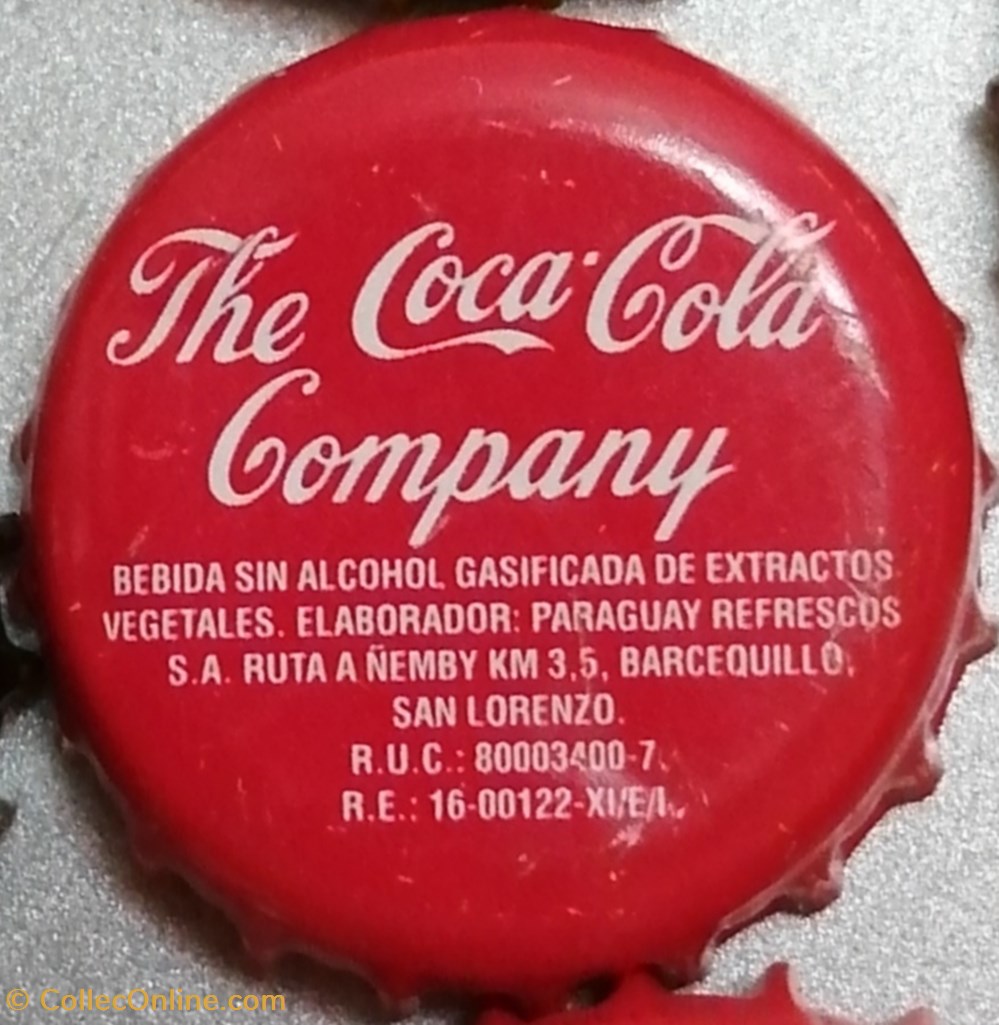 The Coca-Cola
Company
BEBIDA SIN ALCOHOL GASIFICADA DE EXTRACTOS
VEGETALES. ELABORADOR: PARAGUAY REFRESCOS
S.A. RUTA A ÑEMBY KM 3,5, BARCEQUILLO,
SAN LORENZO.
R.U.C.: 80003400-7.
R.E.: 16-00122-XI/E/I.
© CollecOnline.com